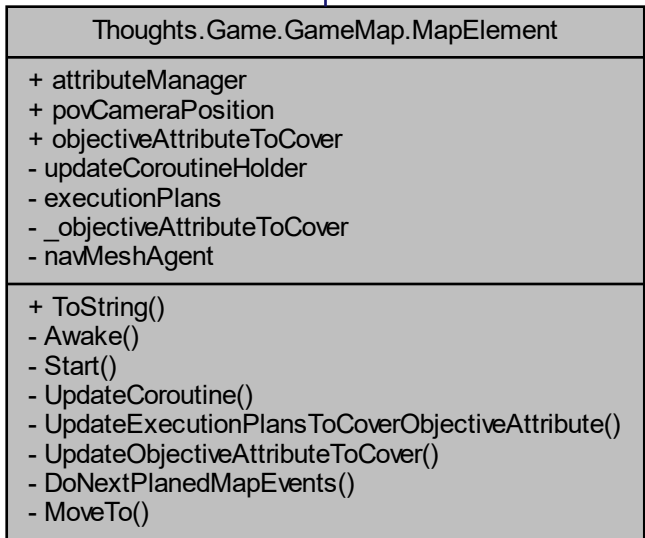 Thoughts.Game.GameMap.MapElement
+ attributeManager
+ povCameraPosition
+ objectiveAttributeToCover
- updateCoroutineHolder
- executionPlans
- _objectiveAttributeToCover
- navMeshAgent
+ ToString()
- Awake()
- Start()
- UpdateCoroutine()
- UpdateExecutionPlansToCoverObjectiveAttribute()
- UpdateObjectiveAttributeToCover()
- DoNextPlanedMapEvents()
- MoveTo()